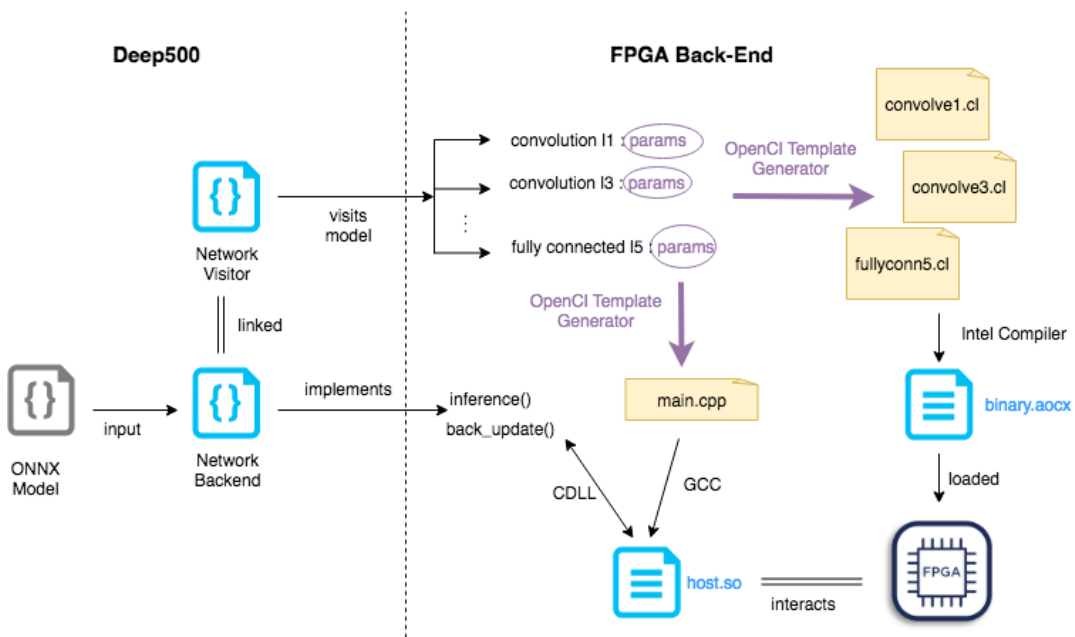 Deep500
FPGA Back-End
convolve1.cl
convolution l1 : params
OpenCl Template
Generator
convolution l3 : params
convolve3.cl
visits
model
⋮
Network
Visitor
fully connected l5 : params
fullyconn5.cl
OpenCl Template
Generator
linked
Intel Compiler
implements
main.cpp
inference()
binary.aocx
input
back_update()
ONNX
Model
Network
Backend
CDLL
GCC
loaded
FPGA
host.so
interacts